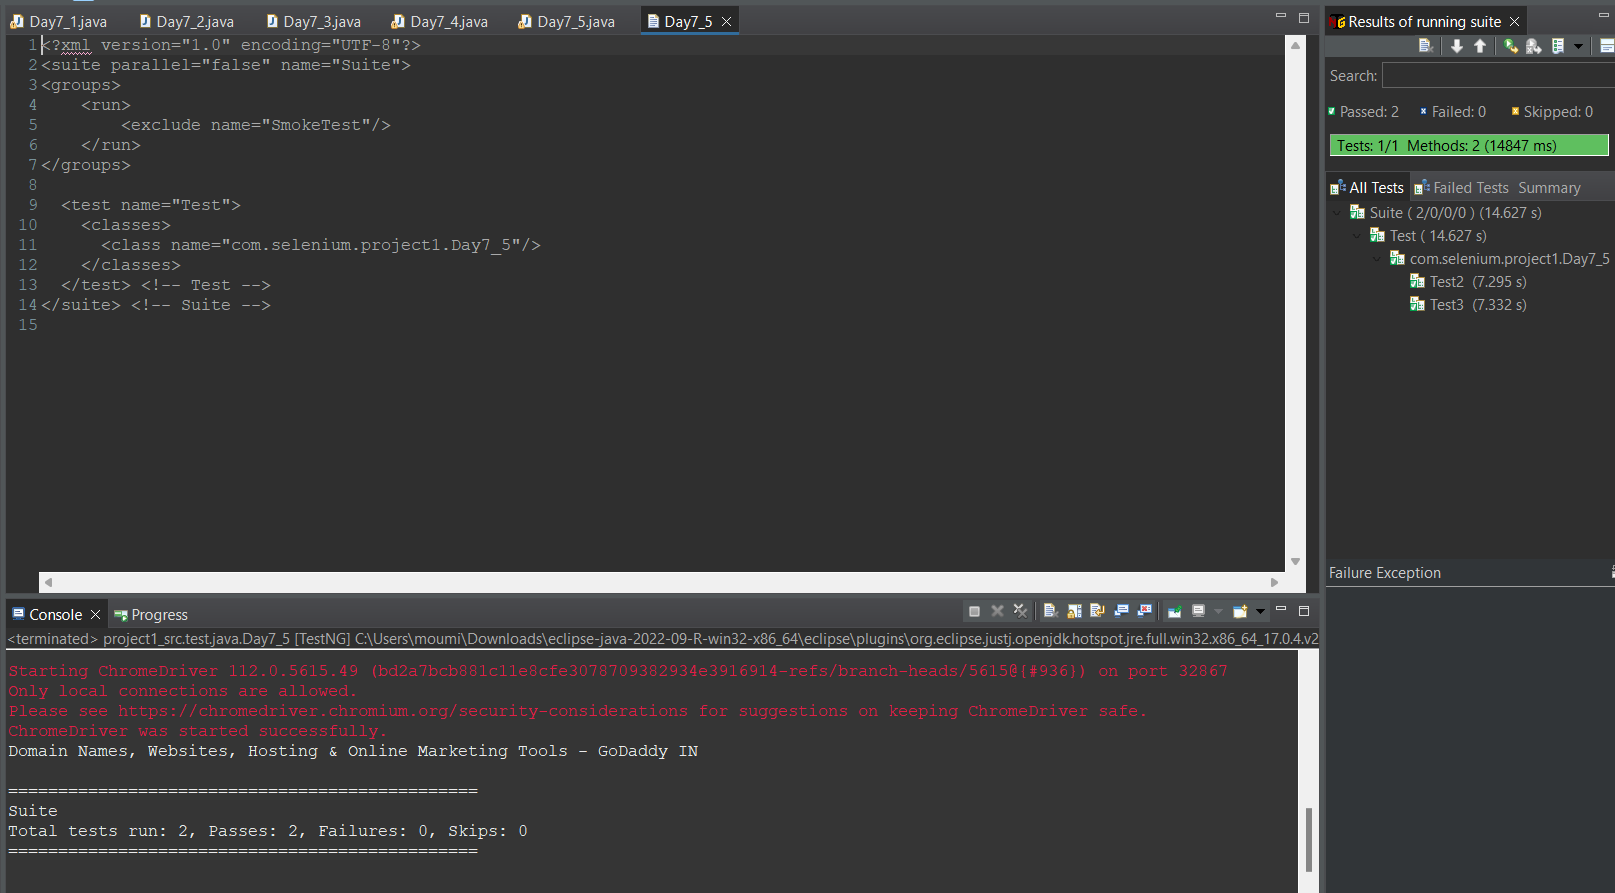 Day7_1.java Day7_2.java Day7_3.java Day7_4.java Day7_5.java Day7_5
1 <?xml version="1.0" encoding="UTF-8"?>
2 <suite parallel="false" name="Suite">
3 <groups>
4     <run>
5         <exclude name="SmokeTest"/>
6     </run>
7 </groups>
8
9   <test name="Test">
10     <classes>
11       <class name="com.selenium.project1.Day7_5"/>
12     </classes>
13   </test> <!-- Test -->
14 </suite> <!-- Suite -->
15
Results of running suite
Search:
Passed: 2 Failed: 0 Skipped: 0
Tests: 1/1 Methods: 2 (14847 ms)
All Tests Failed Tests Summary
Suite ( 2/0/0/0 ) (14.627 s)
Test ( 14.627 s)
com.selenium.project1.Day7_5
Test2 (7.295 s)
Test3 (7.332 s)
Failure Exception
Console Progress
<terminated> project1_src.test.java.Day7_5 [TestNG] C:\Users\moumi\Downloads\eclipse-java-2022-09-R-win32-x86_64\eclipse\plugins\org.eclipse.justj.openjdk.hotspot.jre.full.win32.x86_64_17.0.4.v2
Starting ChromeDriver 112.0.5615.49 (bd2a7bcb881c11e8cfe3078709382934e3916914-refs/branch-heads/5615@{#936}) on port 32867
Only local connections are allowed.
Please see https://chromedriver.chromium.org/security-considerations for suggestions on keeping ChromeDriver safe.
ChromeDriver was started successfully.
Domain Names, Websites, Hosting & Online Marketing Tools - GoDaddy IN
===============================================
Suite
Total tests run: 2, Passes: 2, Failures: 0, Skips: 0
===============================================